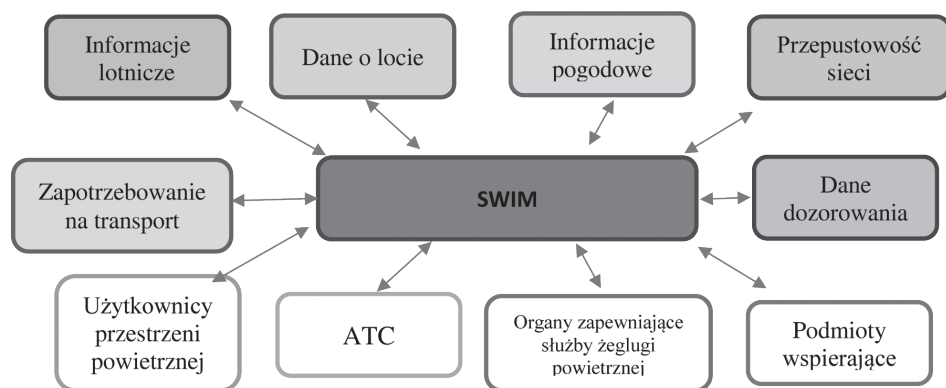 Informacje
lotnicze
Dane o locie
Informacje
pogodowe
Przepustowość
sieci
Zapotrzebowanie
na transport
SWIM
Dane
dozorowania
Użytkownicy
przestrzeni
powietrznej
ATC
Organy zapewniające
służby żeglugi
powietrznej
Podmioty
wspierające